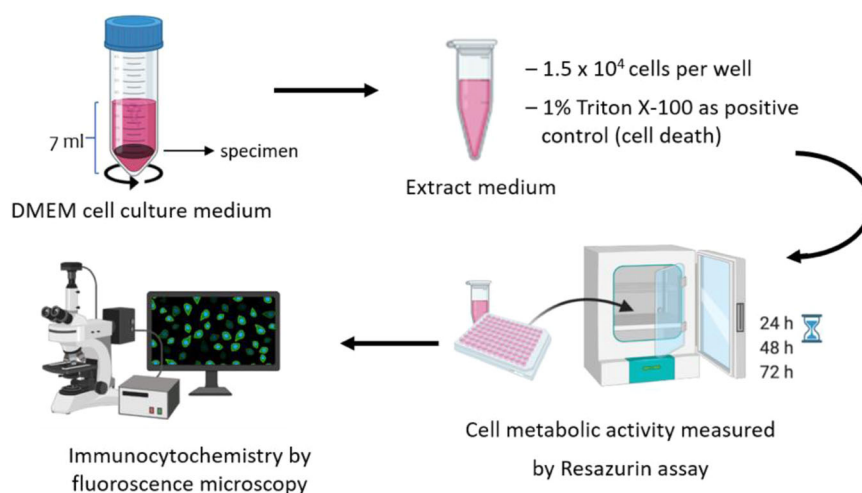 7 ml
specimen
DMEM cell culture medium
– 1.5 x 10⁴ cells per well
– 1% Triton X-100 as positive
control (cell death)
Extract medium
24 h
48 h
72 h
Cell metabolic activity measured
by Resazurin assay
Immunocytochemistry by
fluoroscence microscopy